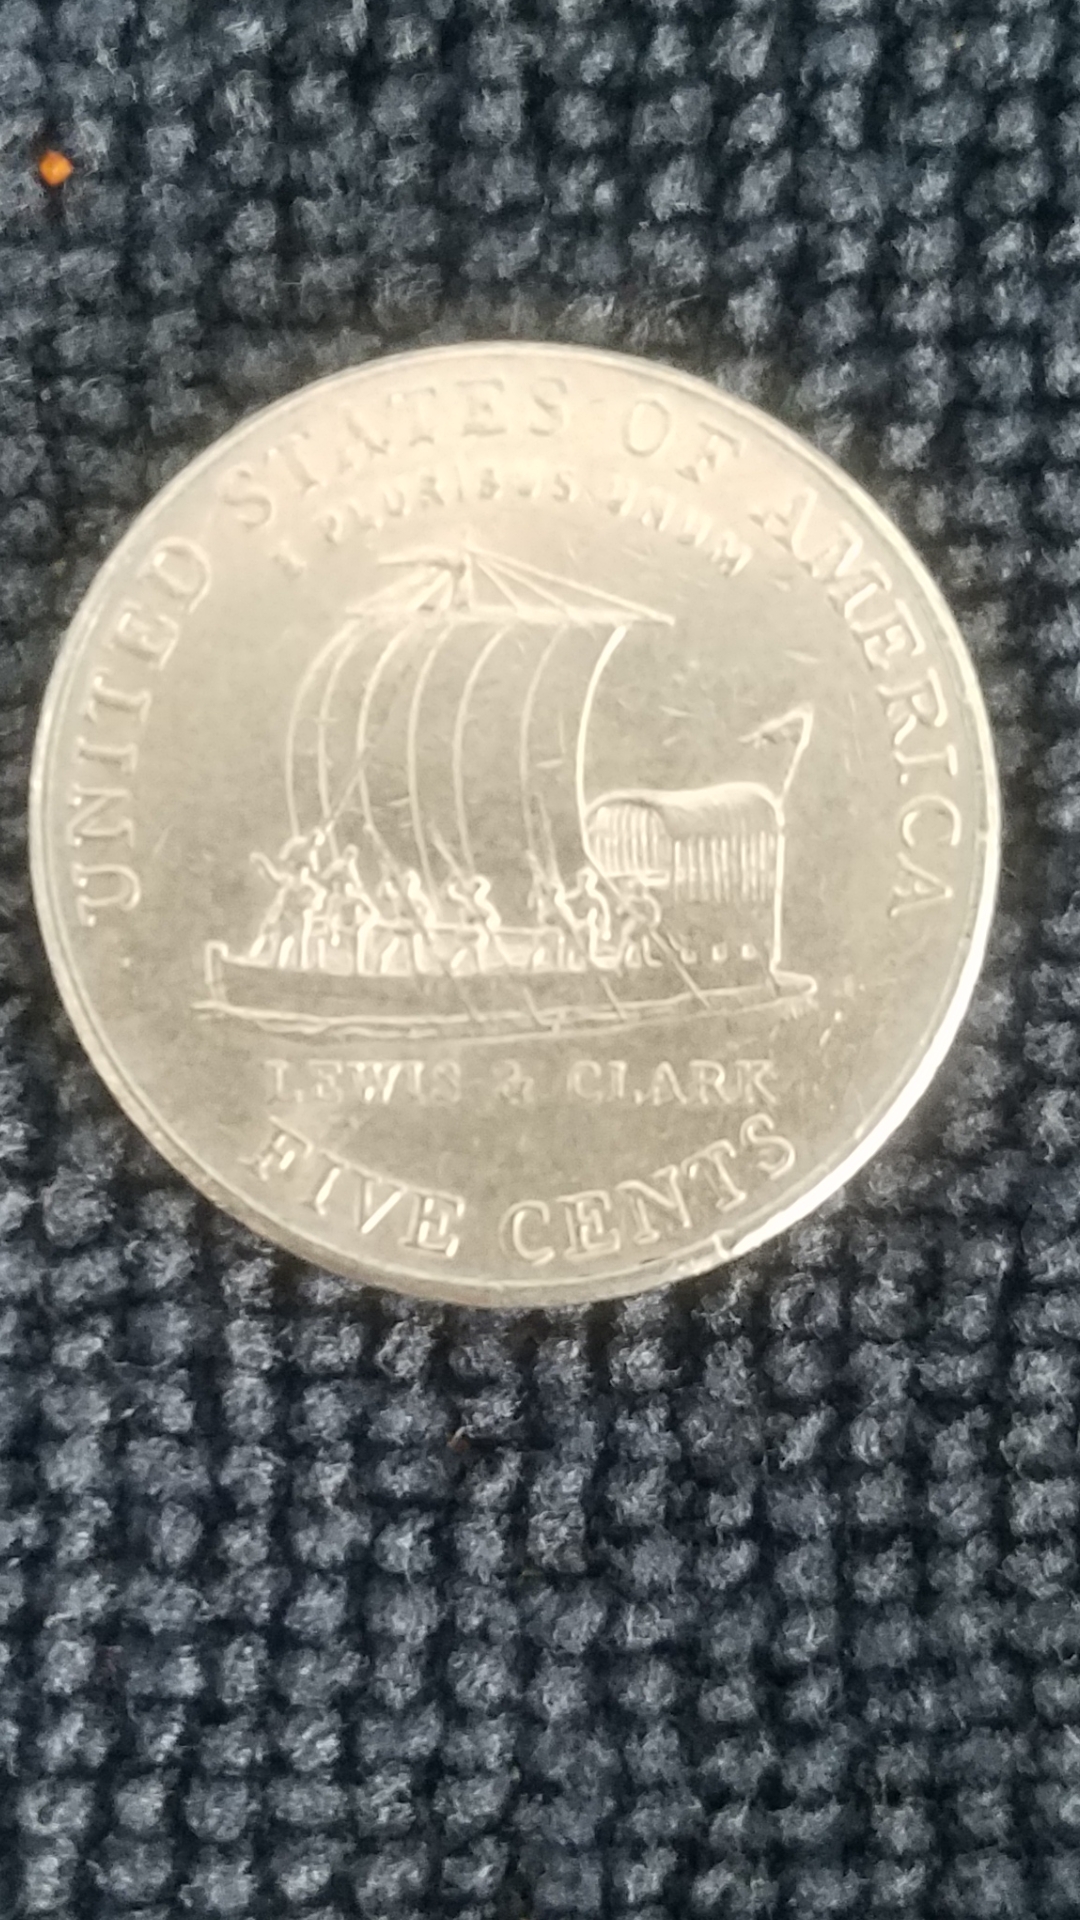 UNITED STATES OF AMERICA
E PLURIBUS UNUM
LEWIS & CLARK
FIVE CENTS